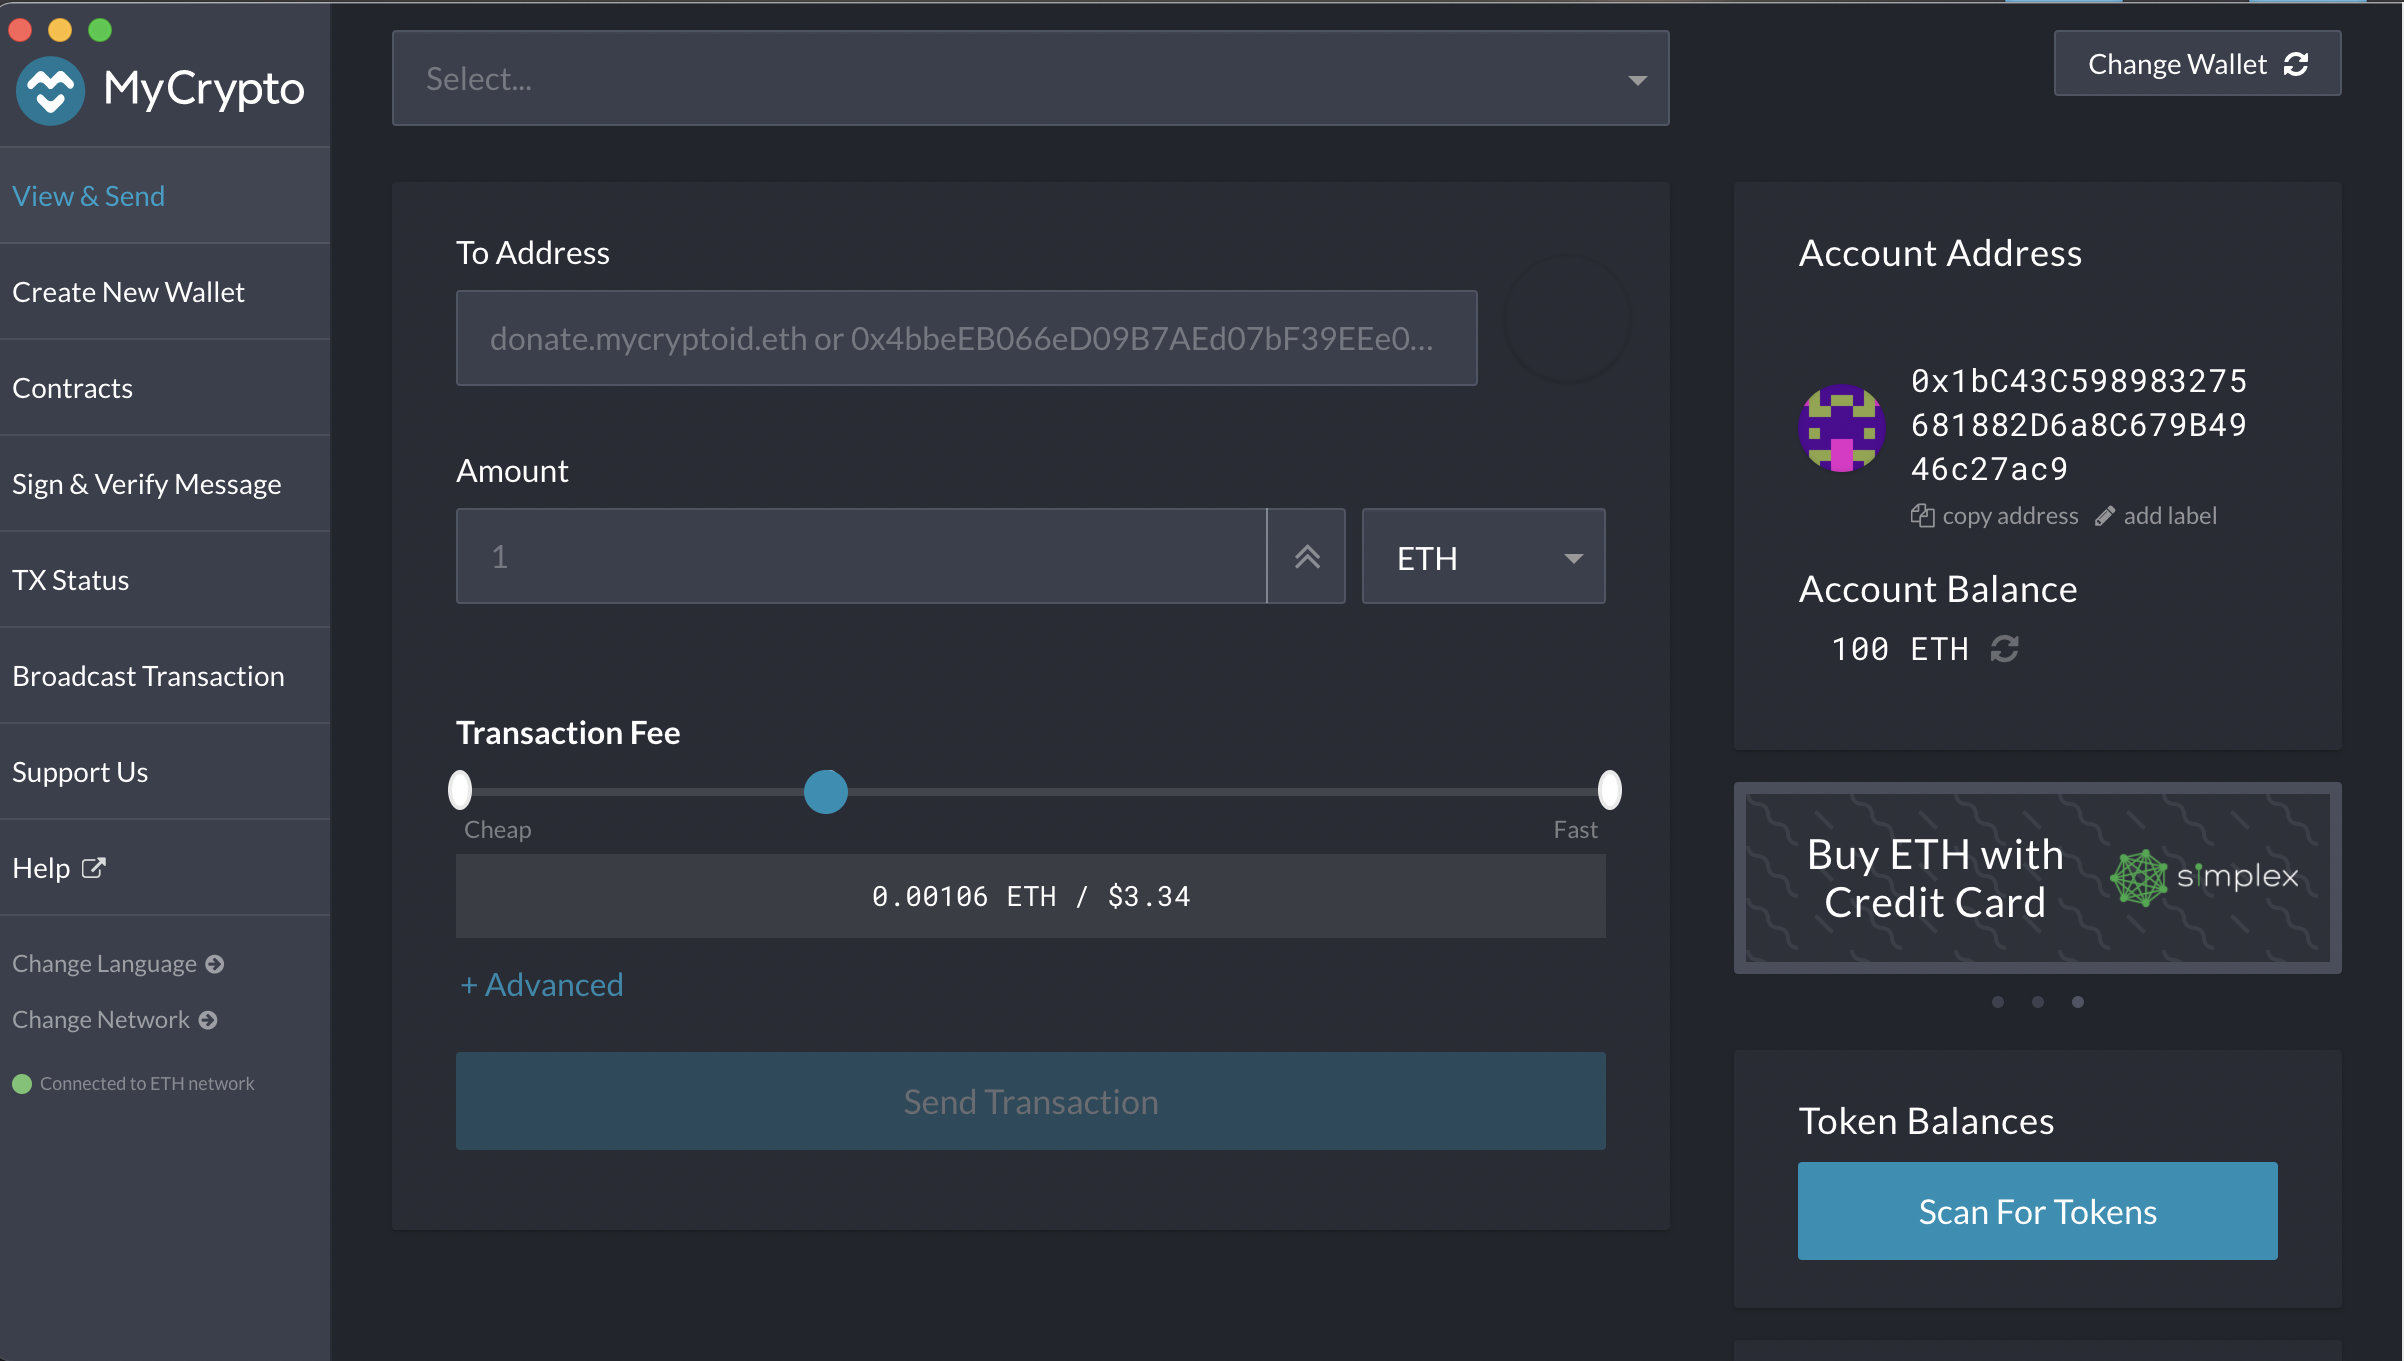 MyCrypto
View & Send
Create New Wallet
Contracts
Sign & Verify Message
TX Status
Broadcast Transaction
Support Us
Help
Change Language
Change Network
Connected to ETH network
Select...
Change Wallet
To Address
donate.mycryptoid.eth or 0x4bbeEB066eD09B7AEd07bF39EEe0...
Amount
1
ETH
Transaction Fee
Cheap
Fast
0.00106 ETH / $3.34
+ Advanced
Send Transaction
Account Address
0x1bC43C598983275
681882D6a8C679B49
46c27ac9
copy address
add label
Account Balance
100 ETH
Buy ETH with
Credit Card
simplex
Token Balances
Scan For Tokens